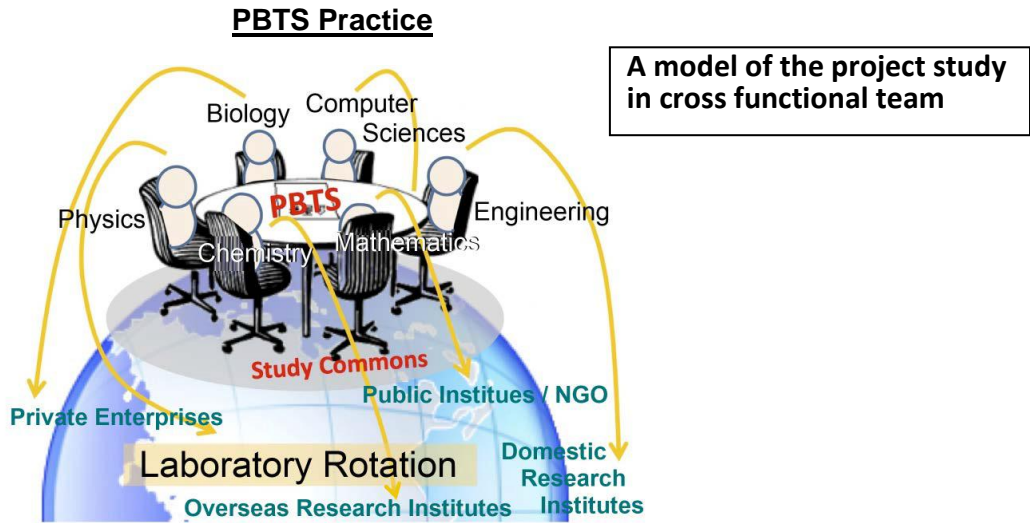 PBTS Practice
A model of the project study
in cross functional team
Biology
Computer
Sciences
Physics
PBTS
Engineering
Chemistry
Mathematics
Study Commons
Private Enterprises
Public Institues / NGO
Laboratory Rotation
Domestic
Research
Institutes
Overseas Research Institutes